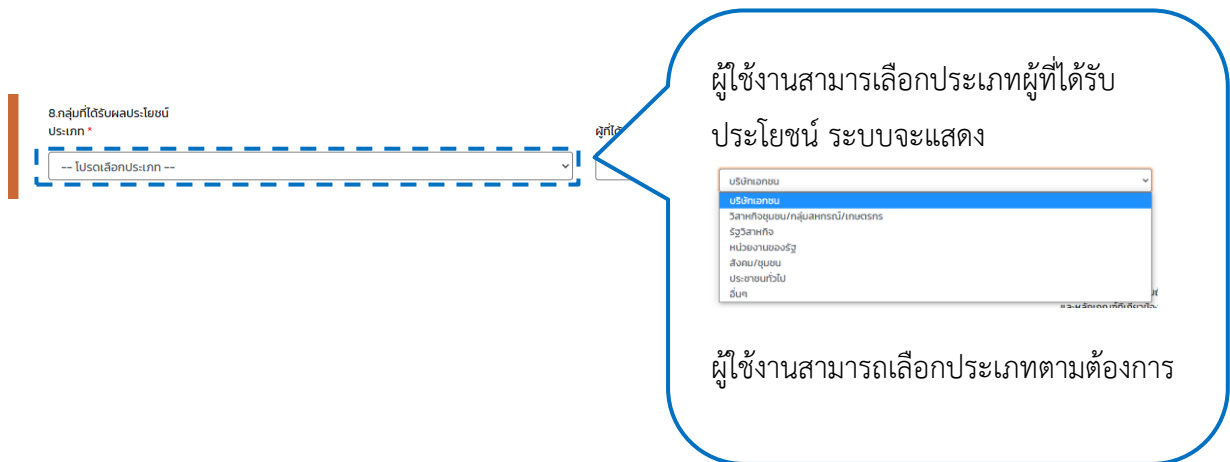 8.กลุ่มที่ได้รับผลประโยชน์
ประเภท *
-- โปรดเลือกประเภท --
ผู้ใช้งานสามารเลือกประเภทผู้ที่ได้รับ
ประโยชน์ ระบบจะแสดง
บริษัทเอกชน
บริษัทเอกชน
วิสาหกิจชุมชน/กลุ่มสหกรณ์/เกษตรกร
รัฐวิสาหกิจ
หน่วยงานของรัฐ
สังคม/ชุมชน
ประชาชนทั่วไป
อื่นๆ
ผู้ใช้งานสามารถเลือกประเภทตามต้องการ